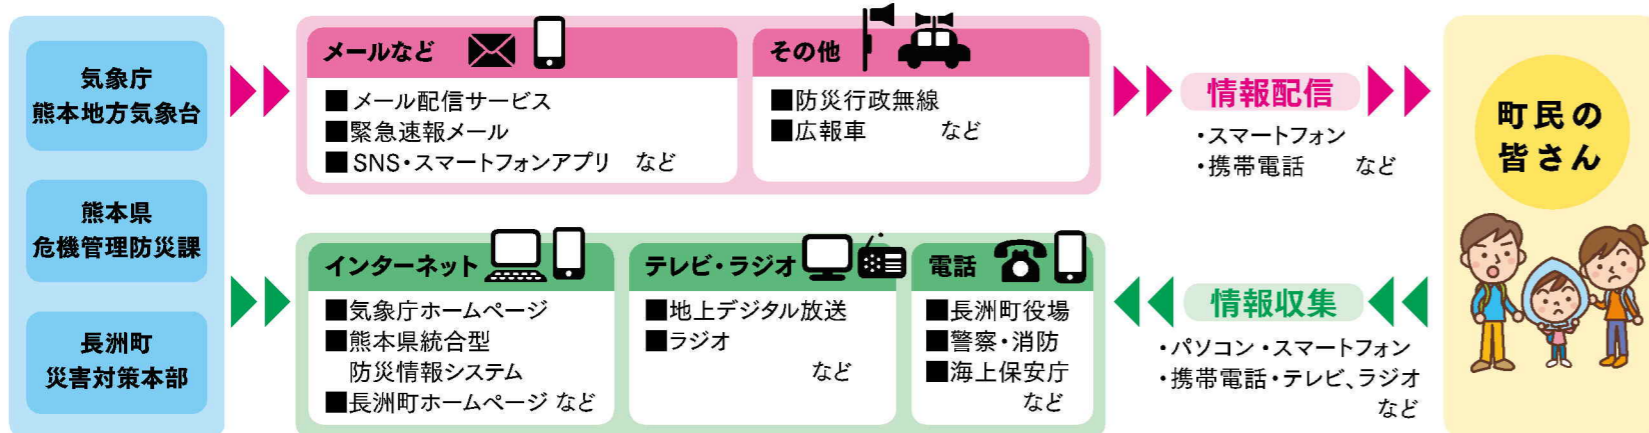 気象庁
熊本地方気象台
熊本県
危機管理防災課
長洲町
災害対策本部
メールなど
■メール配信サービス
■緊急速報メール
■SNS・スマートフォンアプリ など
その他
■防災行政無線
■広報車 など
情報配信
・スマートフォン
・携帯電話 など
インターネット
■気象庁ホームページ
■熊本県統合型
防災情報システム
■長洲町ホームページ など
テレビ・ラジオ
■地上デジタル放送
■ラジオ
など
電話
■長洲町役場
■警察・消防
■海上保安庁
など
情報収集
・パソコン・スマートフォン
・携帯電話・テレビ、ラジオ
など
町民の
皆さん